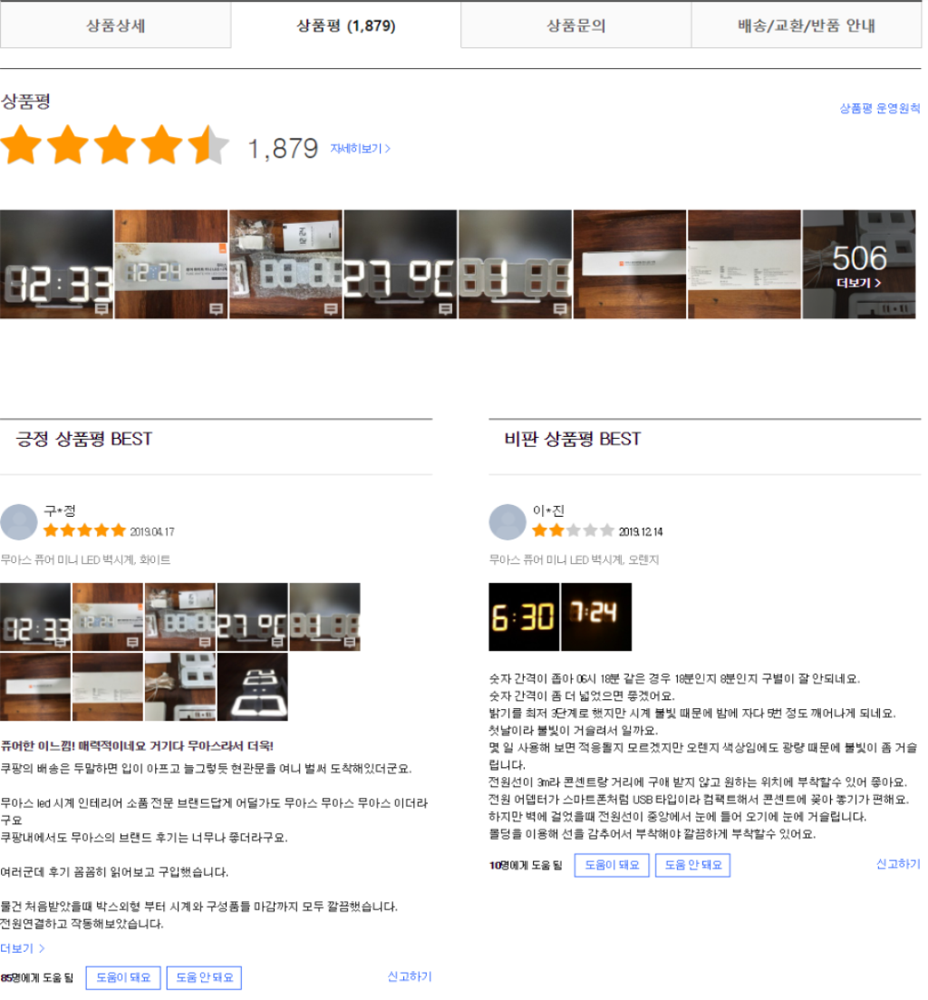 상품상세
상품평 (1,879)
상품문의
배송/교환/반품 안내
상품평
상품평 운영원칙
1,879
자세히보기 >
12:33
12:24
27 ℃
506
더보기 >
긍정 상품평 BEST
구*정
2019.04.17
무아스 퓨어 미니 LED 벽시계, 화이트
12:33
퓨어한 이느낌! 매력적이네요 거기다 무아스라서 더욱!
쿠팡의 배송은 두말하면 입이 아프고 늘그렇듯 현관문을 여니 벌써 도착해있더군요.
무아스 led 시계 인테리어 소품 전문 브랜드답게 어딜가도 무아스 무아스 무아스 이더라
구요
쿠팡내에서도 무아스의 브랜드 후기는 너무나 좋더라구요.
여러군데 후기 꼼꼼히 읽어보고 구입했습니다.
물건 처음받았을때 박스외형 부터 시계와 구성품들 마감까지 모두 깔끔했습니다.
전원연결하고 작동해보았습니다.
더보기 >
85명에게 도움 됨
도움이 돼요
도움 안 돼요
신고하기
비판 상품평 BEST
이*진
2019.12.14
무아스 퓨어 미니 LED 벽시계, 오렌지
6:30
7:24
숫자 간격이 좁아 06시 18분 같은 경우 18분인지 8분인지 구별이 잘 안되네요.
숫자 간격이 좀 더 넓었으면 좋겠어요.
밝기를 최저 3단계로 했지만 시계 불빛 때문에 밤에 자다 5번 정도 깨어나게 되네요.
첫날이라 불빛이 거슬려서 일까요.
몇 일 사용해 보면 적응될지 모르겠지만 오렌지 색상임에도 광량 때문에 불빛이 좀 거슬
립니다.
전원선이 3m라 콘센트랑 거리에 구애 받지 않고 원하는 위치에 부착할수 있어 좋아요.
전원 어뎁터가 스마트폰처럼 USB 타입이라 컴팩트해서 콘센트에 꽂아 놓기가 편해요.
하지만 벽에 걸었을때 전원선이 중앙에서 눈에 들어 오기에 눈에 거슬립니다.
몰딩을 이용해 선을 감추어서 부착해야 깔끔하게 부착할수 있어요.
10명에게 도움 됨
도움이 돼요
도움 안 돼요
신고하기